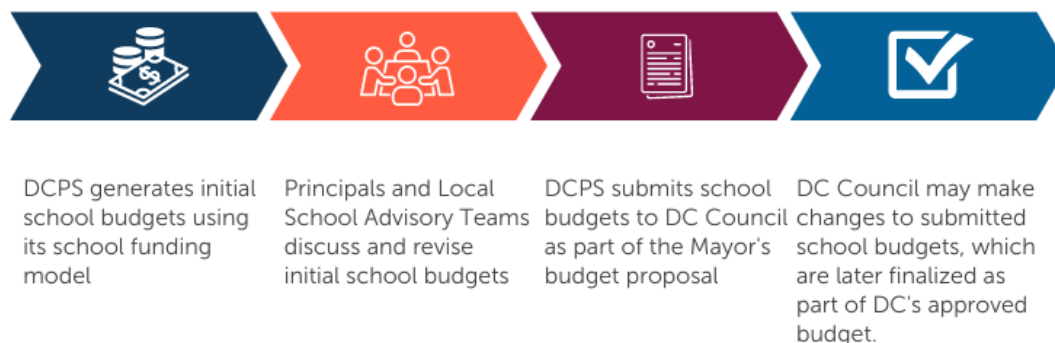 DCPS generates initial
school budgets using
its school funding
model
Principals and Local
School Advisory Teams
discuss and revise
initial school budgets
DCPS submits school
budgets to DC Council
as part of the Mayor's
budget proposal
DC Council may make
changes to submitted
school budgets, which
are later finalized as
part of DC's approved
budget.